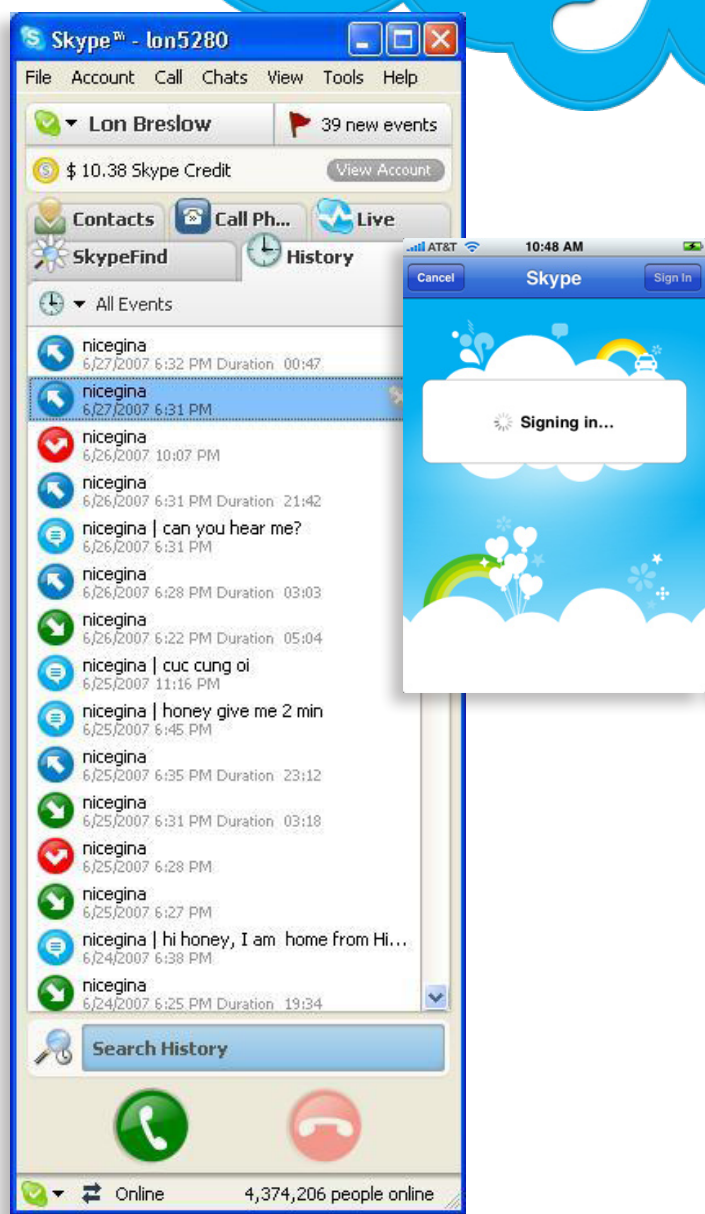 Skype™ - lon5280
File Account Call Chats View Tools Help
Lon Breslow
39 new events
$ 10.38 Skype Credit
View Account
Contacts
Call Ph...
Live
SkypeFind
History
All Events
nicegina
6/27/2007 6:32 PM Duration 00:47
nicegina
6/27/2007 6:31 PM
nicegina
6/26/2007 10:07 PM
nicegina
6/26/2007 6:31 PM Duration 21:42
nicegina | can you hear me?
6/26/2007 6:31 PM
nicegina
6/26/2007 6:28 PM Duration 03:03
nicegina
6/26/2007 6:22 PM Duration 05:04
nicegina | cuc cung oi
6/25/2007 11:16 PM
nicegina | honey give me 2 min
6/25/2007 6:45 PM
nicegina
6/25/2007 6:35 PM Duration 23:12
nicegina
6/25/2007 6:31 PM Duration 03:18
nicegina
6/25/2007 6:28 PM
nicegina
6/25/2007 6:27 PM
nicegina | hi honey, I am home from Hi...
6/24/2007 6:38 PM
nicegina
6/24/2007 6:25 PM Duration 19:34
Search History
Online
4,374,206 people online
AT&T
10:48 AM
Cancel
Skype
Sign In
Signing in...